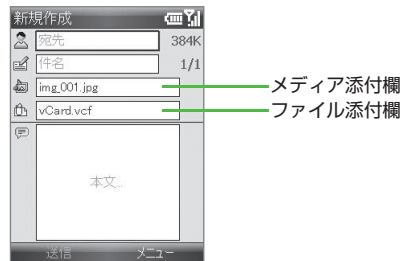 新規作成
宛先
384K
件名
1/1
img_001.jpg
メディア添付欄
vCard.vcf
ファイル添付欄
本文...
送信
メニュー